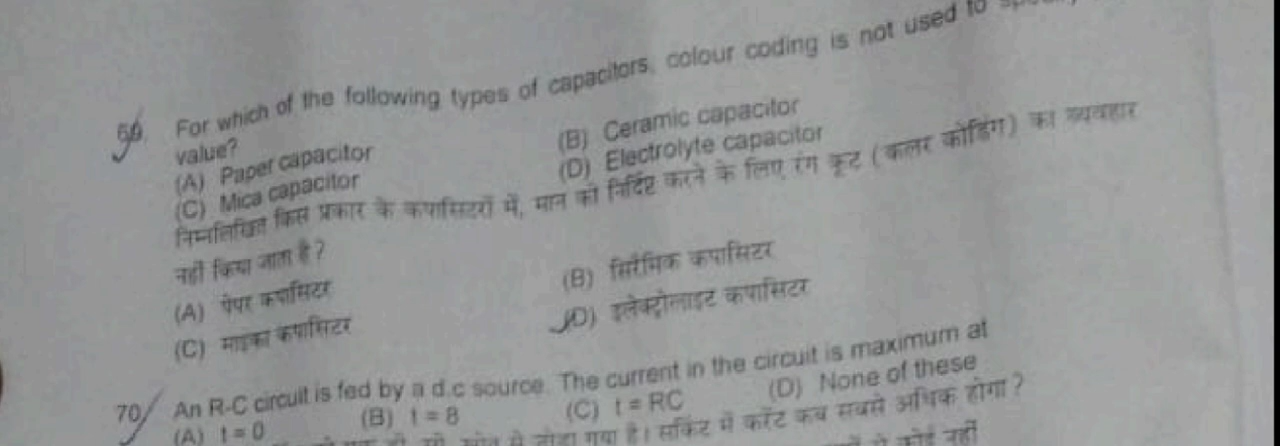 For which of the following types of capacitors, colour coding is not used to
value?
(A) Paper capacitor (B) Ceramic capacitor
(C) Mica capacitor (D) Electrolyte capacitor
निम्नलिखित किस प्रकार के कपासिटरों में, मान को निर्दिष्ट करने के लिए रंग कूट (कलर कोडिंग) का व्यवहार
नहीं किया जाता है?
(A) पेपर कपासिटर (B) सिरैमिक कपासिटर
(C) माइका कपासिटर (D) इलेक्ट्रोलाइट कपासिटर
70 An R-C circuit is fed by a d.c source. The current in the circuit is maximum at
(A) t = 0 (B) t = 8 (C) t = RC (D) None of these
गया है। सर्किट में करेंट कब सबसे अधिक होगा?
कोई नहीं